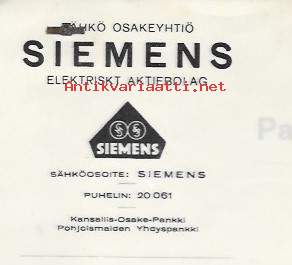 SÄHKÖ OSAKEYHTIÖ
SIEMENS
ELEKTRISKT AKTIEBOLAG
Antikvariaatti.net
SIEMENS
SÄHKÖOSOITE: SIEMENS
PUHELIN: 20 061
Kansallis-Osake-Pankki
Pohjoismaiden Yhdyspankki